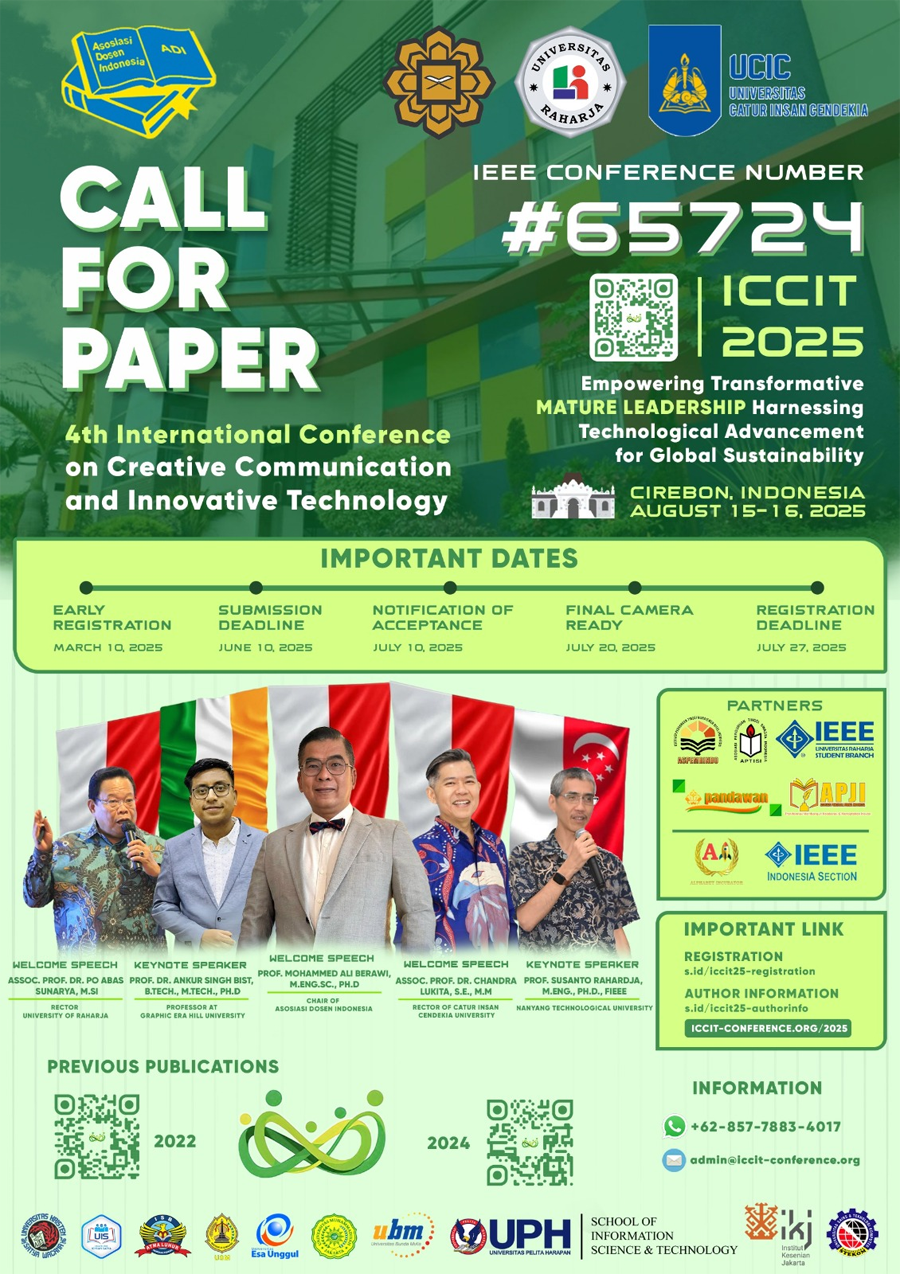 Asosiasi
Dosen
Indonesia
ADI
UNIVERSITAS
RAHARJA
UCIC
UNIVERSITAS
CATUR INSAN CENDEKIA
CALL
FOR
PAPER
4th International Conference
on Creative Communication
and Innovative Technology
IEEE CONFERENCE NUMBER
#65724
ICCIT
2025
Empowering Transformative
MATURE LEADERSHIP Harnessing
Technological Advancement
for Global Sustainability
CIREBON, INDONESIA
AUGUST 15-16, 2025
IMPORTANT DATES
EARLY
REGISTRATION
MARCH 10, 2025
SUBMISSION
DEADLINE
JUNE 10, 2025
NOTIFICATION OF
ACCEPTANCE
JULY 10, 2025
FINAL CAMERA
READY
JULY 20, 2025
REGISTRATION
DEADLINE
JULY 27, 2025
WELCOME SPEECH
ASSOC. PROF. DR. PO ABAS
SUNARYA, M.SI
RECTOR
UNIVERSITY OF RAHARJA
KEYNOTE SPEAKER
PROF. DR. ANKUR SINGH BIST,
B.TECH., M.TECH., PH.D
PROFESSOR AT
GRAPHIC ERA HILL UNIVERSITY
WELCOME SPEECH
PROF. MOHAMMED ALI BERAWI,
M.ENG.SC., PH.D
CHAIR OF
ASOSIASI DOSEN INDONESIA
WELCOME SPEECH
ASSOC. PROF. DR. CHANDRA
LUKITA, S.E., M.M
RECTOR OF CATUR INSAN
CENDEKIA UNIVERSITY
KEYNOTE SPEAKER
PROF. SUSANTO RAHARDJA,
M.ENG., PH.D., FIEEE
NANYANG TECHNOLOGICAL UNIVERSITY
PARTNERS
ASPEMINDO
APTISI
IEEE
UNIVERSITAS RAHARJA
STUDENT BRANCH
pandawan
APJI
ALPHABET INCUBATOR
IEEE
INDONESIA SECTION
IMPORTANT LINK
REGISTRATION
s.id/iccit25-registration
AUTHOR INFORMATION
s.id/iccit25-authorinfo
ICCIT-CONFERENCE.ORG/2025
PREVIOUS PUBLICATIONS
2022
2024
INFORMATION
+62-857-7883-4017
admin@iccit-conference.org
UIS
ATMA LUHUR
Esa Unggul
ubm
UPH
UNIVERSITAS PELITA HARAPAN
SCHOOL OF
INFORMATION
SCIENCE & TECHNOLOGY
ikj
Institut
Kesenian
Jakarta
STEKOM